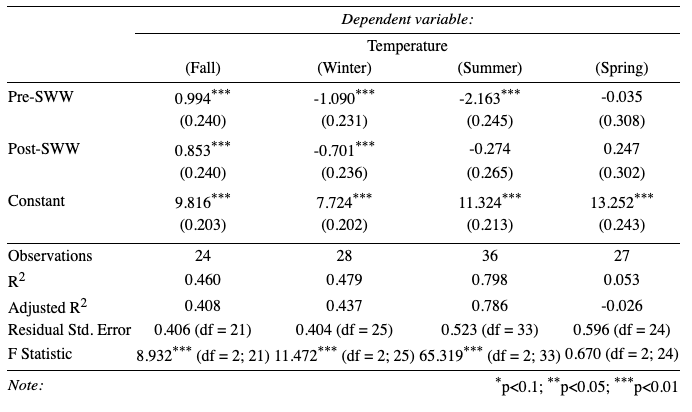 Dependent variable:
Temperature
(Fall) (Winter) (Summer) (Spring)
Pre-SWW 0.994*** -1.090*** -2.163*** -0.035
(0.240) (0.231) (0.245) (0.308)
Post-SWW 0.853*** -0.701*** -0.274 0.247
(0.240) (0.236) (0.265) (0.302)
Constant 9.816*** 7.724*** 11.324*** 13.252***
(0.203) (0.202) (0.213) (0.243)
Observations 24 28 36 27
R2 0.460 0.479 0.798 0.053
Adjusted R2 0.408 0.437 0.786 -0.026
Residual Std. Error 0.406 (df = 21) 0.404 (df = 25) 0.523 (df = 33) 0.596 (df = 24)
F Statistic 8.932*** (df = 2; 21) 11.472*** (df = 2; 25) 65.319*** (df = 2; 33) 0.670 (df = 2; 24)
Note: *p<0.1; **p<0.05; ***p<0.01